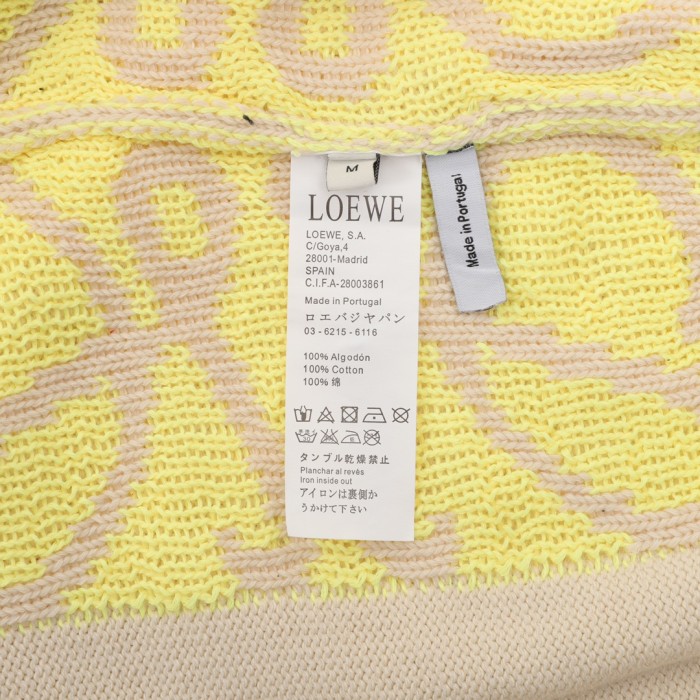 M
LOEWE
LOEWE, S.A.
C/Goya,4
28001-Madrid
SPAIN
C.I.F.A-28003861
Made in Portugal
ロエバジャパン
03 - 6215 - 6116
100% Algodón
100% Cotton
100% 綿
タンブル乾燥禁止
Planchar al revés
Iron inside out
アイロンは裏側か
らかけて下さい
Made in Portugal